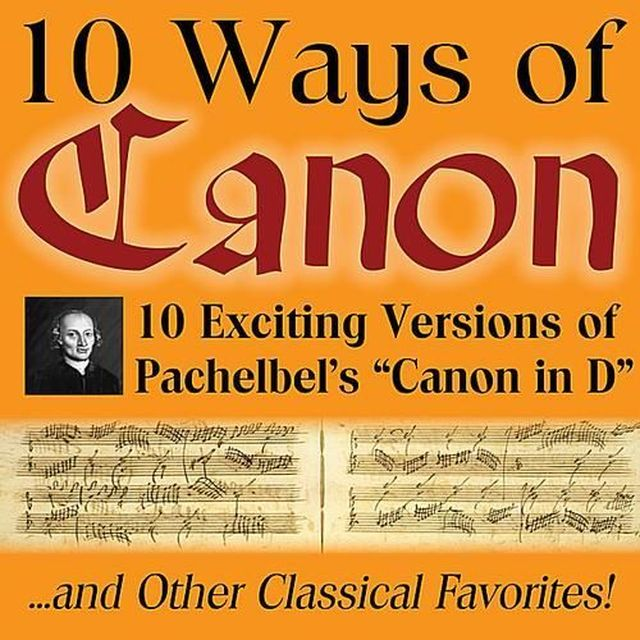 10 Ways of
Canon
10 Exciting Versions of
Pachelbel's “Canon in D”
...and Other Classical Favorites!